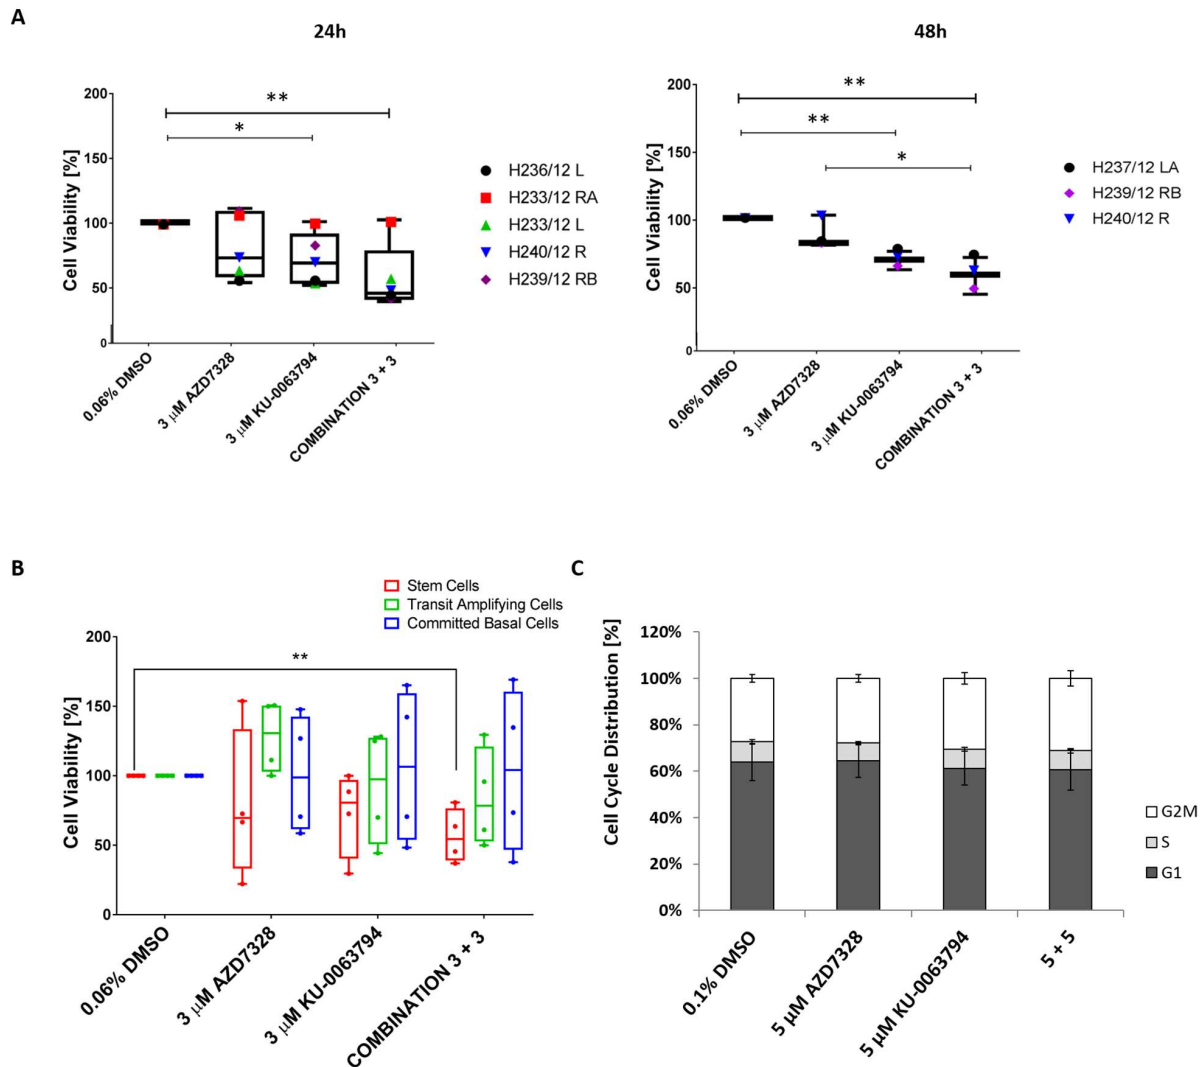 A
24h
48h
Cell Viability [%]
200
150
100
50
0
**
*
H236/12 L
H233/12 RA
H233/12 L
H240/12 R
H239/12 RB
0.06% DMSO
3 μM AZD7328
3 μM KU-0063794
COMBINATION 3 + 3
Cell Viability [%]
200
150
100
50
0
**
**
*
H237/12 LA
H239/12 RB
H240/12 R
0.06% DMSO
3 μM AZD7328
3 μM KU-0063794
COMBINATION 3 + 3
B
Stem Cells
Transit Amplifying Cells
Committed Basal Cells
Cell Viability [%]
200
150
100
50
0
**
0.06% DMSO
3 μM AZD7328
3 μM KU-0063794
COMBINATION 3 + 3
C
Cell Cycle Distribution [%]
120%
100%
80%
60%
40%
20%
0%
G2M
S
G1
0.1% DMSO
5 μM AZD7328
5 μM KU-0063794
5 + 5